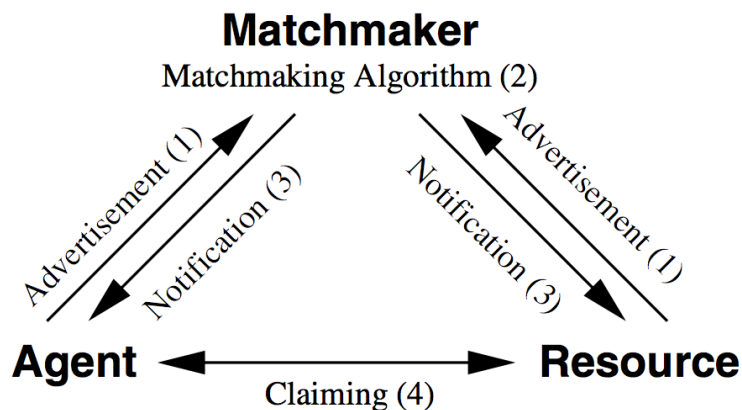 Matchmaker
Matchmaking Algorithm (2)
Advertisement (1)
Notification (3)
Notification (3)
Advertisement (1)
Agent
Claiming (4)
Resource